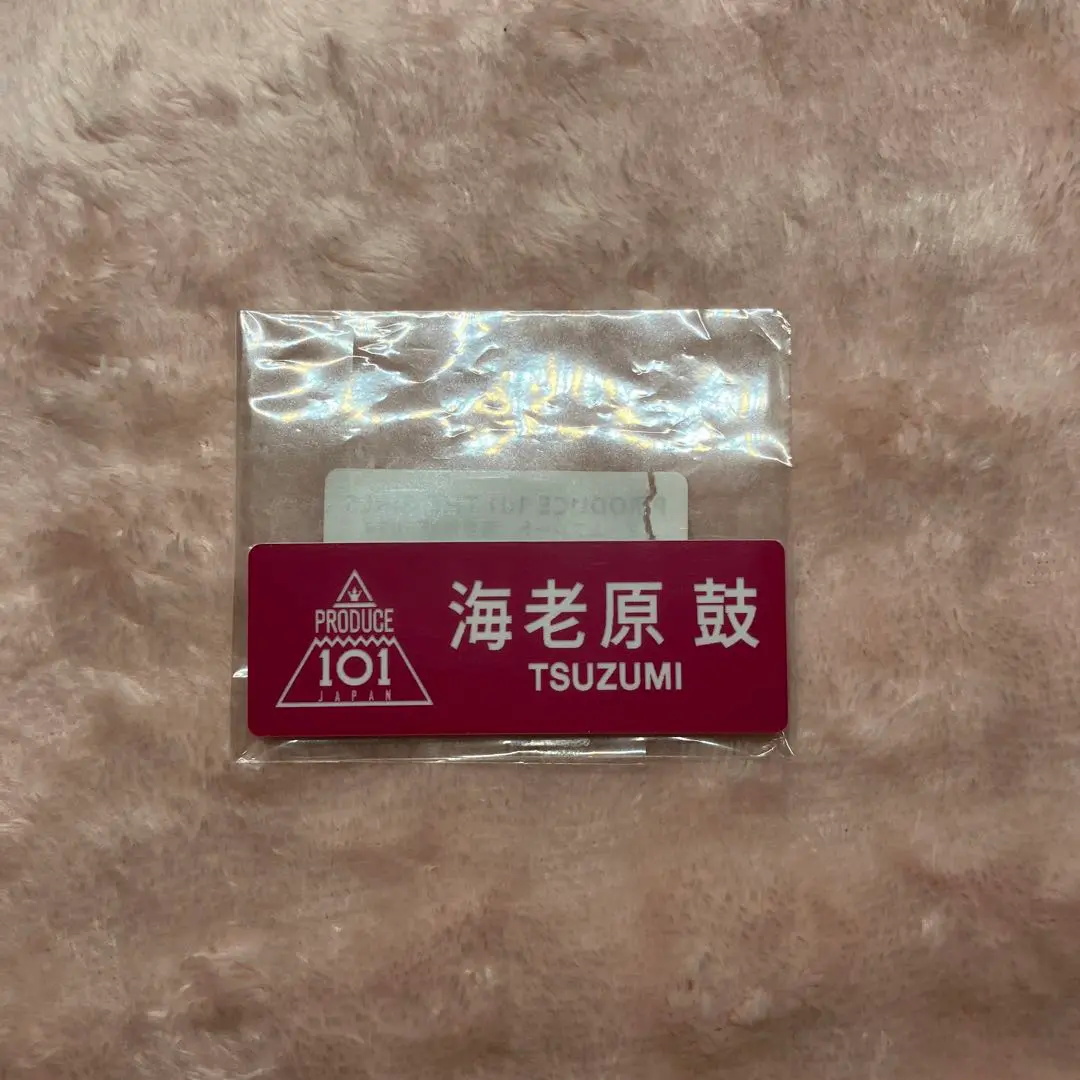 PRODUCE
101
JAPAN
海老原 鼓
TSUZUMI